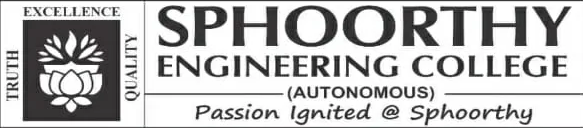 EXCELLENCE
TRUTH
QUALITY
SPHOORTHY
ENGINEERING COLLEGE
(AUTONOMOUS)
Passion Ignited @ Sphoorthy